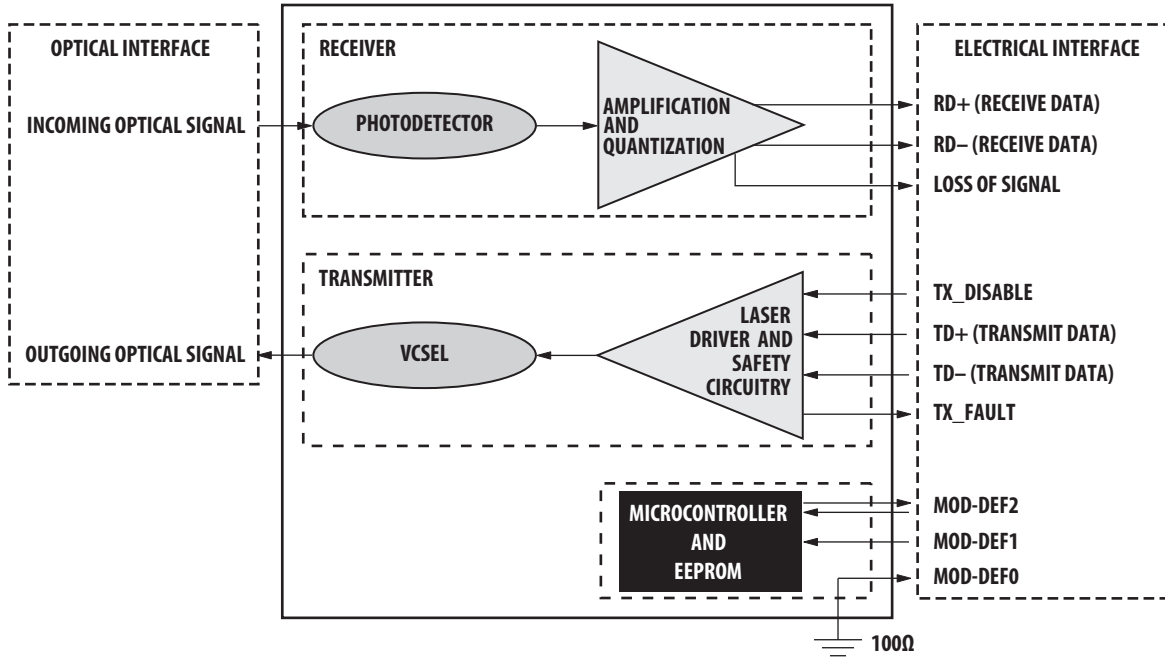 OPTICAL INTERFACE
INCOMING OPTICAL SIGNAL
OUTGOING OPTICAL SIGNAL
RECEIVER
PHOTODETECTOR
AMPLIFICATION
AND
QUANTIZATION
TRANSMITTER
VCSEL
LASER
DRIVER AND
SAFETY
CIRCUITRY
MICROCONTROLLER
AND
EEPROM
ELECTRICAL INTERFACE
RD+ (RECEIVE DATA)
RD– (RECEIVE DATA)
LOSS OF SIGNAL
TX_DISABLE
TD+ (TRANSMIT DATA)
TD– (TRANSMIT DATA)
TX_FAULT
MOD-DEF2
MOD-DEF1
MOD-DEF0
100Ω